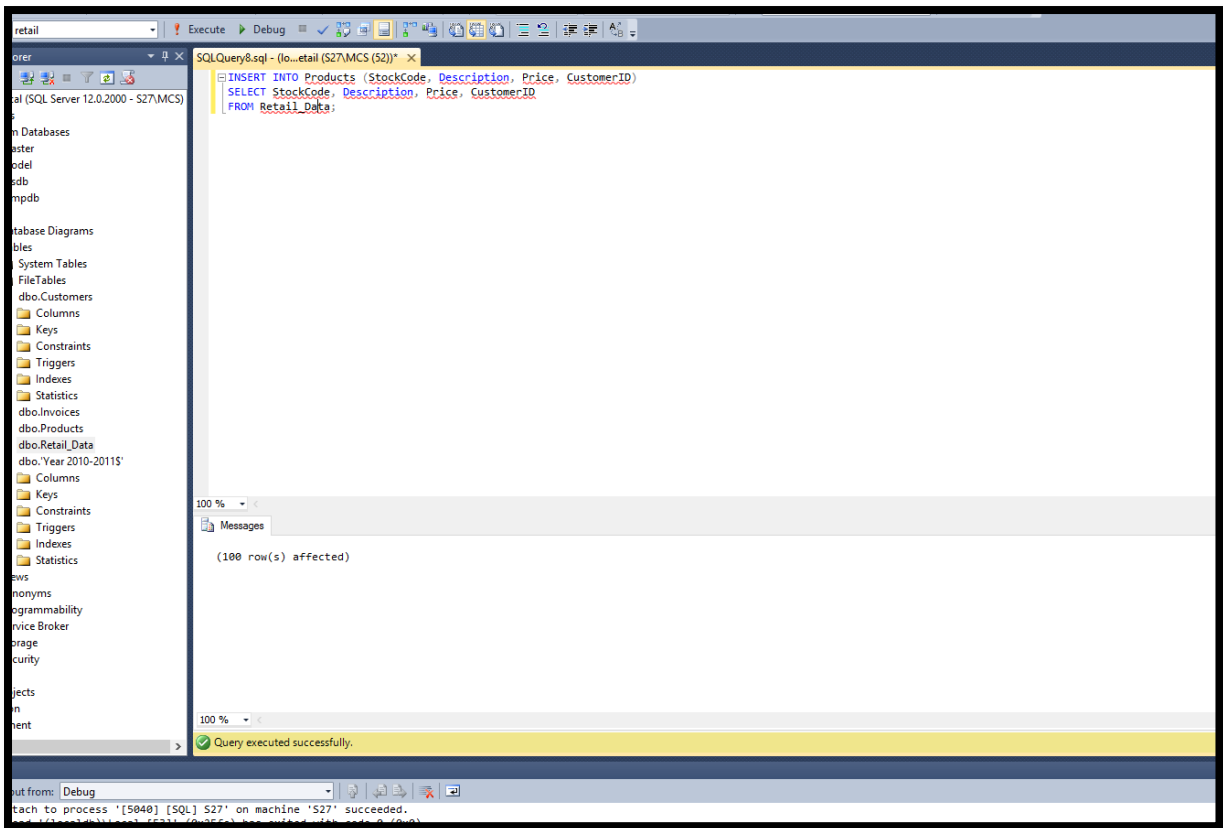 retail
Execute
Debug
orer
SQLQuery8.sql - (lo...etail (S27\MCS (52))*
INSERT INTO Products (StockCode, Description, Price, CustomerID)
SELECT StockCode, Description, Price, CustomerID
FROM Retail_Data;
cal (SQL Server 12.0.2000 - S27\MCS)
s
m Databases
aster
odel
sdb
mpdb
atabase Diagrams
bles
System Tables
FileTables
dbo.Customers
Columns
Keys
Constraints
Triggers
Indexes
Statistics
dbo.Invoices
dbo.Products
dbo.Retail_Data
dbo.'Year 2010-2011$'
Columns
Keys
Constraints
Triggers
Indexes
Statistics
ews
nonyms
ogrammability
rvice Broker
orage
curity
jects
on
ment
100 %
Messages
(100 row(s) affected)
100 %
Query executed successfully.
out from: Debug
tach to process '[5040] [SQL] S27' on machine 'S27' succeeded.